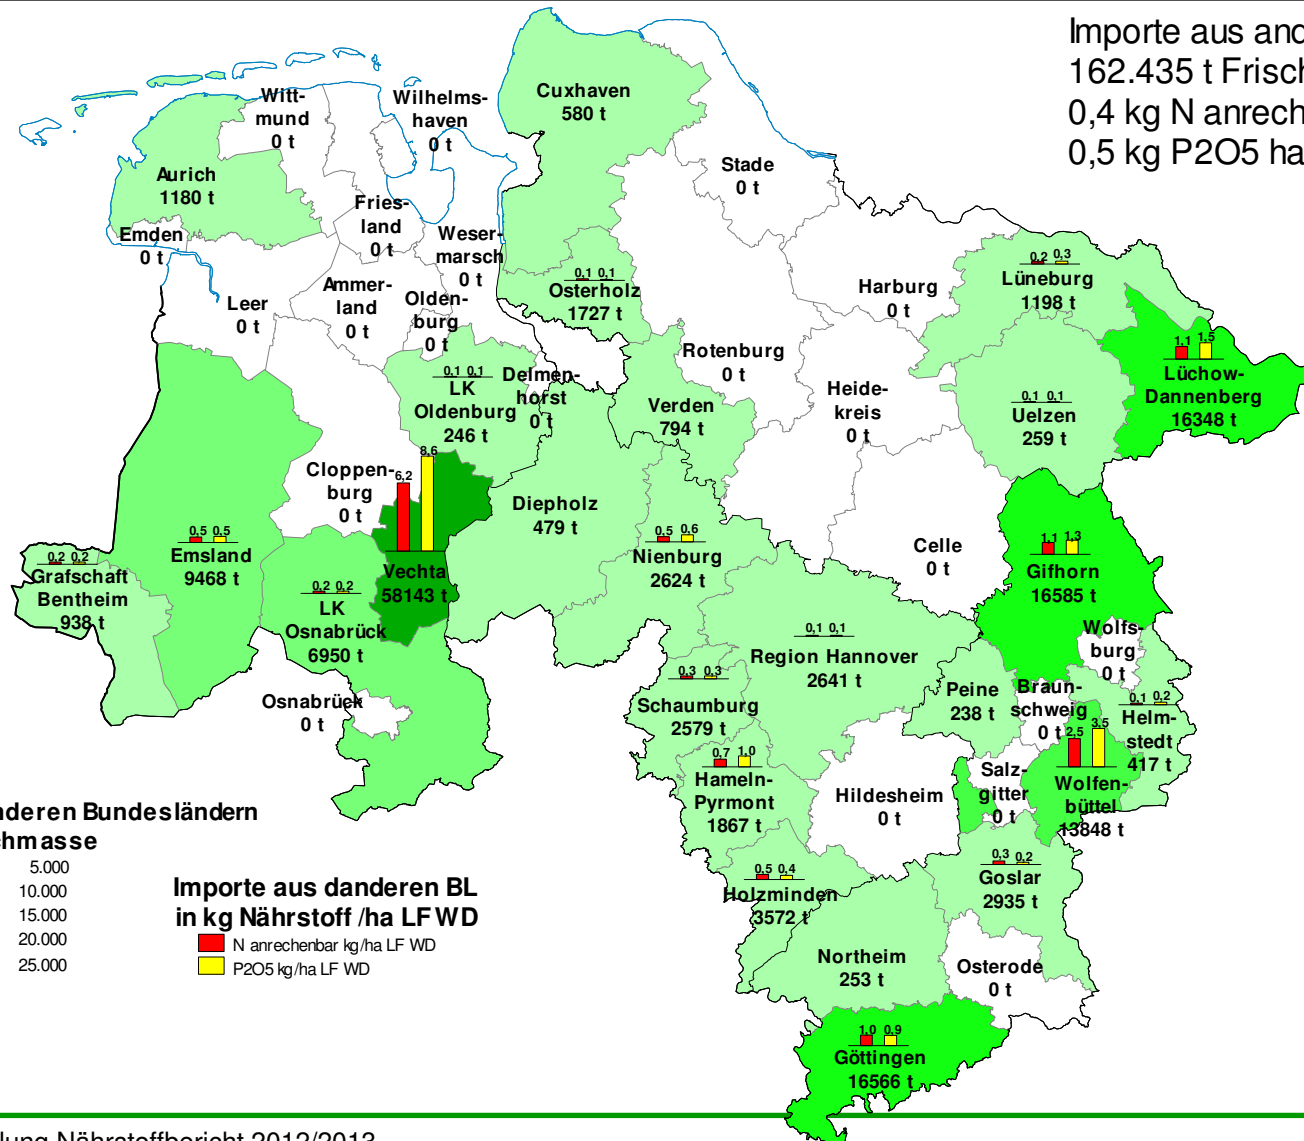 Importe aus
162.435 t
0,4 kg N
0,5 kg P2O5
Cuxhaven
580 t
Witt-
mund
0 t
Wilhelms-
haven
0 t
Stade
0 t
Aurich
1180 t
Fries-
land
0 t
Emden
0 t
Weser-
marsch
0 t
0,2 0,3
Lüneburg
1198 t
0,1 0,1
Osterholz
1727 t
Harburg
0 t
Ammer-
land
0 t
Leer
0 t
Olden-
burg
0 t
1,1 1,5
Lüchow-
Dannenberg
16348 t
Rotenburg
0 t
0,1 0,1
LK
Oldenburg
246 t
Delmen-
horst
0 t
Heide-
kreis
0 t
Verden
794 t
0,1 0,1
Uelzen
259 t
Cloppen-
burg
0 t
6,2 8,6
Vechta
58143 t
Diepholz
479 t
0,5 0,5
Emsland
9468 t
0,5 0,6
Nienburg
2624 t
Celle
0 t
1,1 1,3
Gifhorn
16585 t
0,2 0,2
Grafschaft
Bentheim
938 t
0,2 0,2
LK
Osnabrück
6950 t
0,1 0,1
Region Hannover
2641 t
Wolfs-
burg
0 t
Osnabrück
0 t
0,3 0,3
Schaumburg
2579 t
Peine
238 t
Braun-
schweig
0 t
0,1 0,2
Helm-
stedt
417 t
2,5 3,5
Wolfen-
büttel
13848 t
0,7 1,0
Hameln-
Pyrmont
1867 t
Hildesheim
0 t
Salz-
gitter
0 t
0,5 0,4
Holzminden
3572 t
0,3 0,2
Goslar
2935 t
Northeim
253 t
Osterode
0 t
1,0 0,9
Göttingen
16566 t
Bundesländern
5.000
10.000
15.000
20.000
25.000
Importe aus danderen BL
in kg Nährstoff /ha LF WD
N anrechenbar kg/ha LF WD
P2O5 kg/ha LF WD
Nährstoffbericht 2012/2013